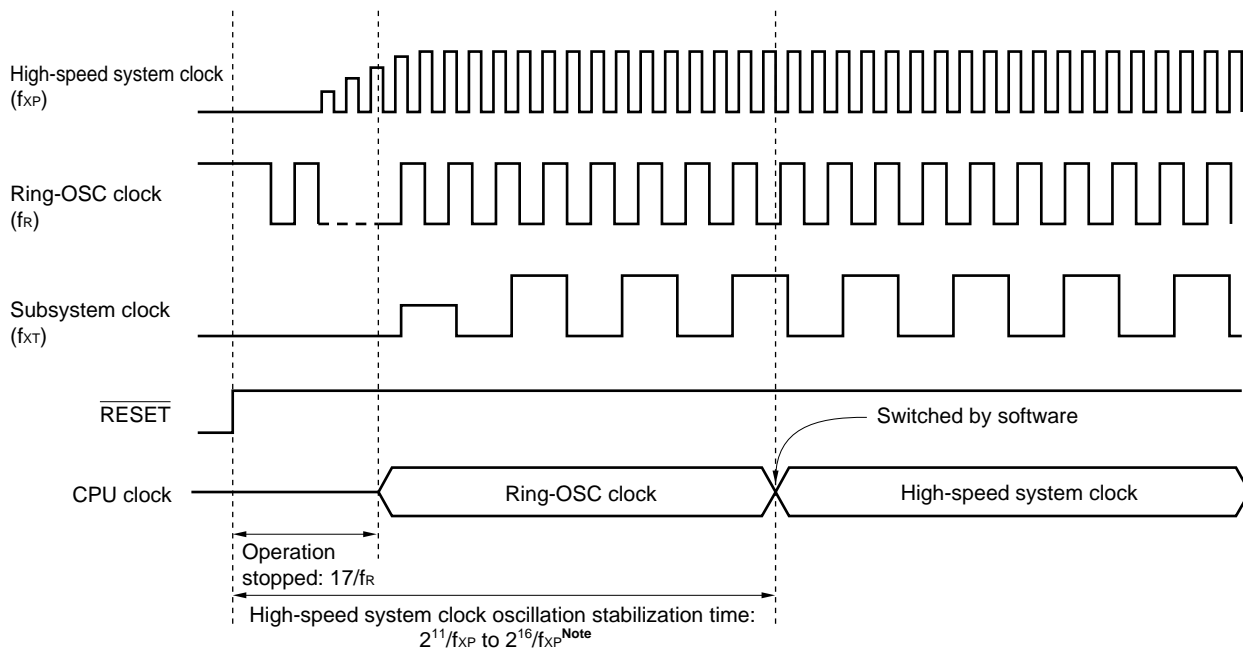 High-speed system clock
(fXP)
Ring-OSC clock
(fR)
Subsystem clock
(fXT)
RESET
Switched by software
CPU clock
Ring-OSC clock
High-speed system clock
Operation
stopped: 17/fR
High-speed system clock oscillation stabilization time:
2^11/fXP to 2^16/fXP^Note